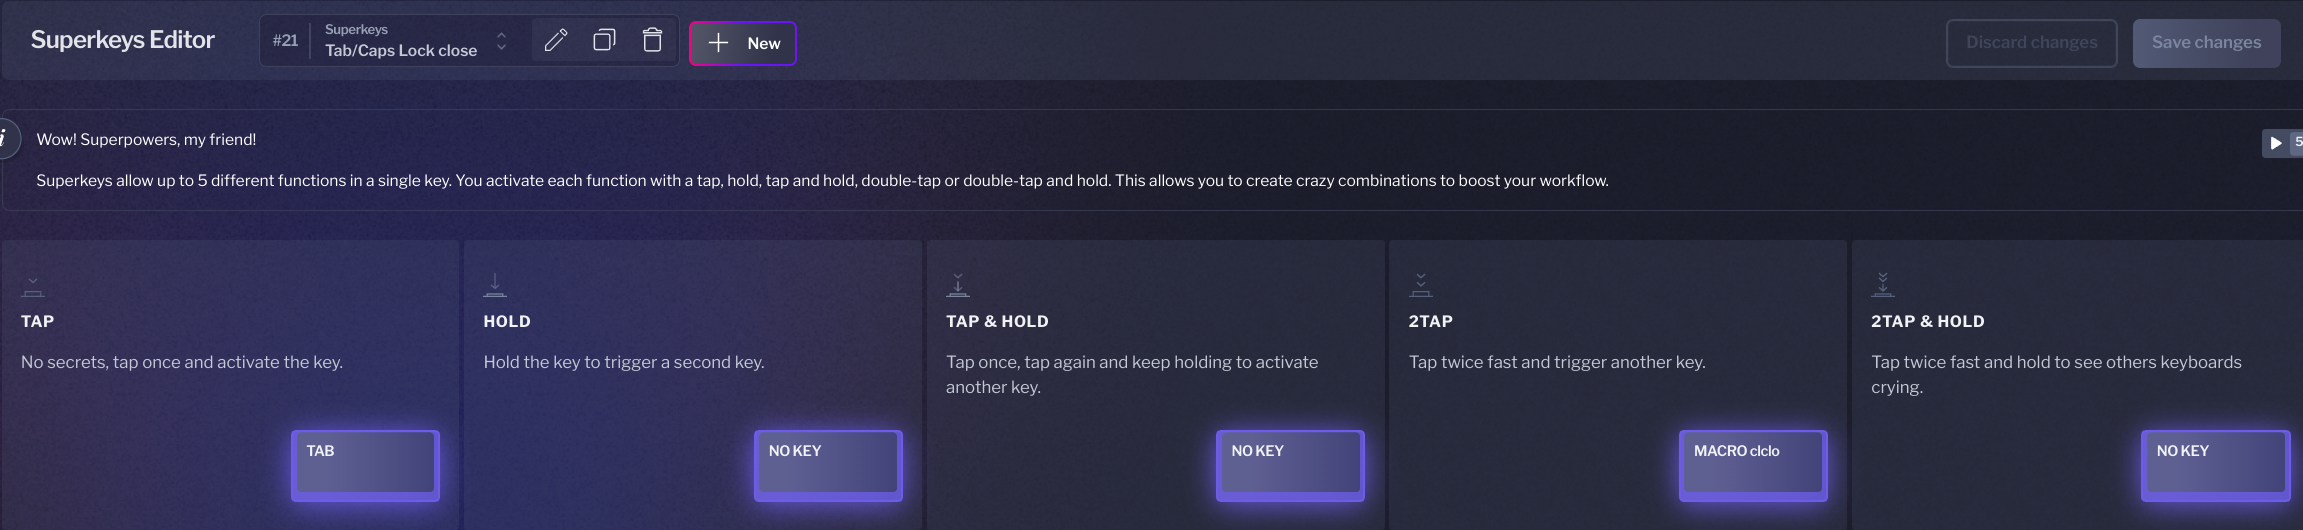 Superkeys Editor
#21
Superkeys
Tab/Caps Lock close
New
Discard changes
Save changes
i
Wow! Superpowers, my friend!
5
Superkeys allow up to 5 different functions in a single key. You activate each function with a tap, hold, tap and hold, double-tap or double-tap and hold. This allows you to create crazy combinations to boost your workflow.
TAP
No secrets, tap once and activate the key.
TAB
HOLD
Hold the key to trigger a second key.
NO KEY
TAP & HOLD
Tap once, tap again and keep holding to activate
another key.
NO KEY
2TAP
Tap twice fast and trigger another key.
MACRO clclo
2TAP & HOLD
Tap twice fast and hold to see others keyboards
crying.
NO KEY